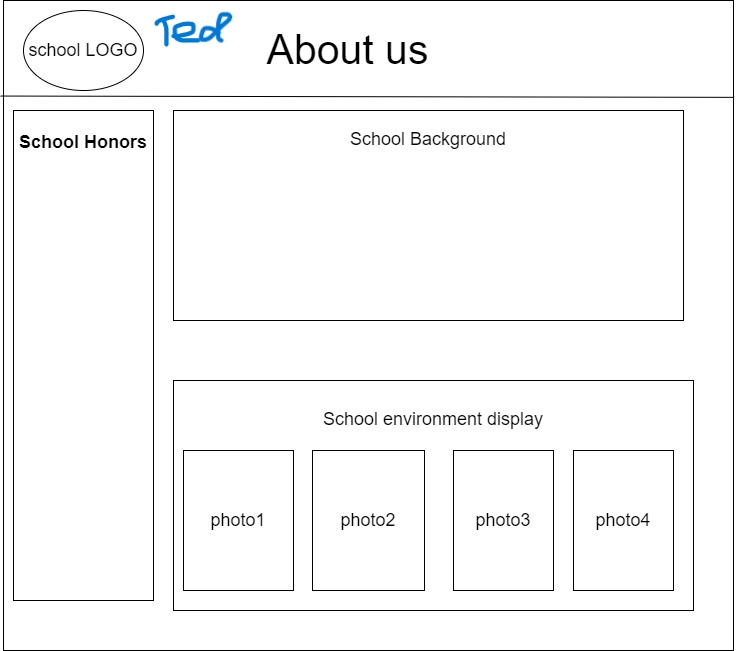 school LOGO
Ted
About us
School Honors
School Background
School environment display
photo1
photo2
photo3
photo4